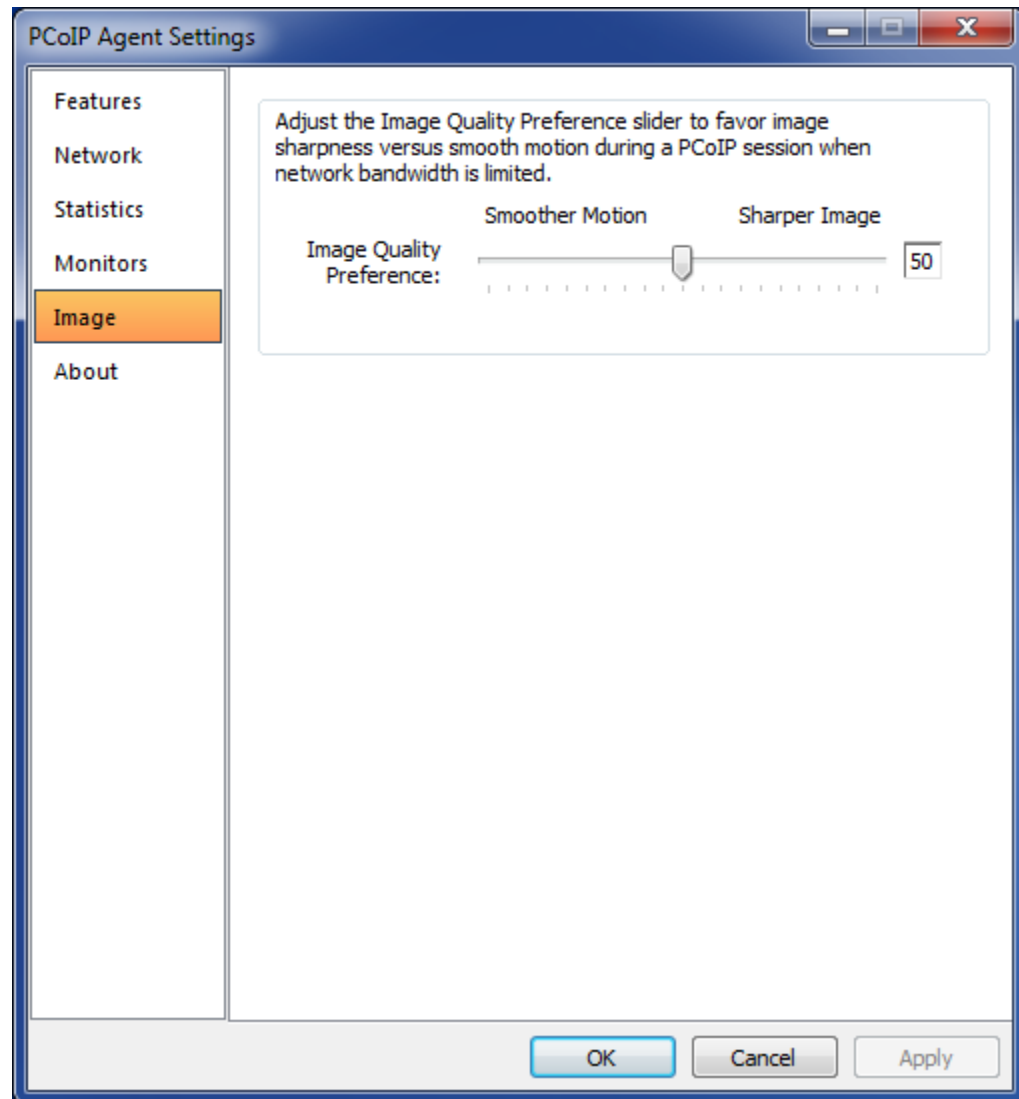 PCoIP Agent Settings
Features
Network
Statistics
Monitors
Image
About
Adjust the Image Quality Preference slider to favor image
sharpness versus smooth motion during a PCoIP session when
network bandwidth is limited.
Smoother Motion Sharper Image
Image Quality
Preference:
50
OK Cancel Apply